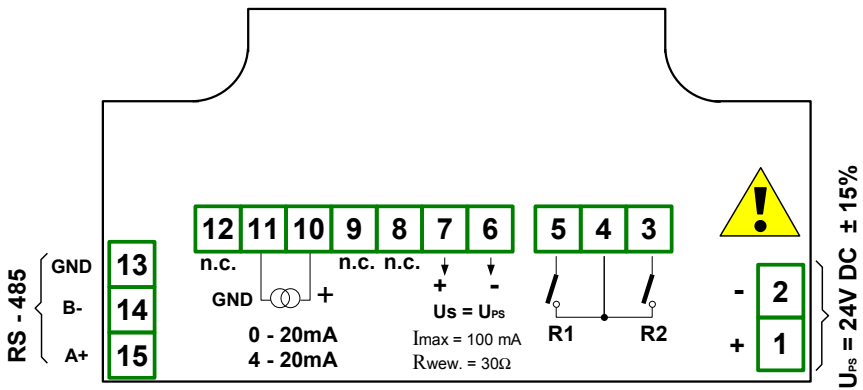 12 11 10 9 8 7 6
5 4 3
n.c. n.c. n.c.
+ -
GND +
0 - 20mA
4 - 20mA
Us = UPS
Imax = 100 mA
Rwew. = 30Ω
R1 R2
RS - 485
GND 13
B- 14
A+ 15
!
- 2
+ 1
UPS = 24V DC ± 15%